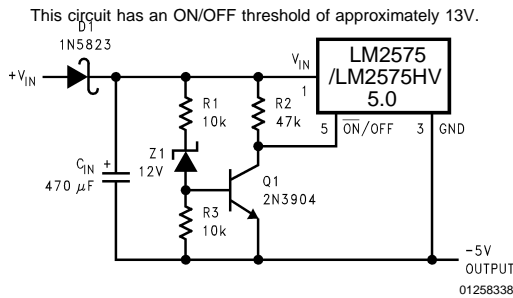 This circuit has an ON/OFF threshold of approximately 13V.
D1
1N5823
+VIN
VIN
1
LM2575
/LM2575HV
5.0
5
ON/OFF
3
GND
R1
10k
R2
47k
Z1
12V
CIN
+
470 μF
Q1
2N3904
R3
10k
−5V
OUTPUT
01258338